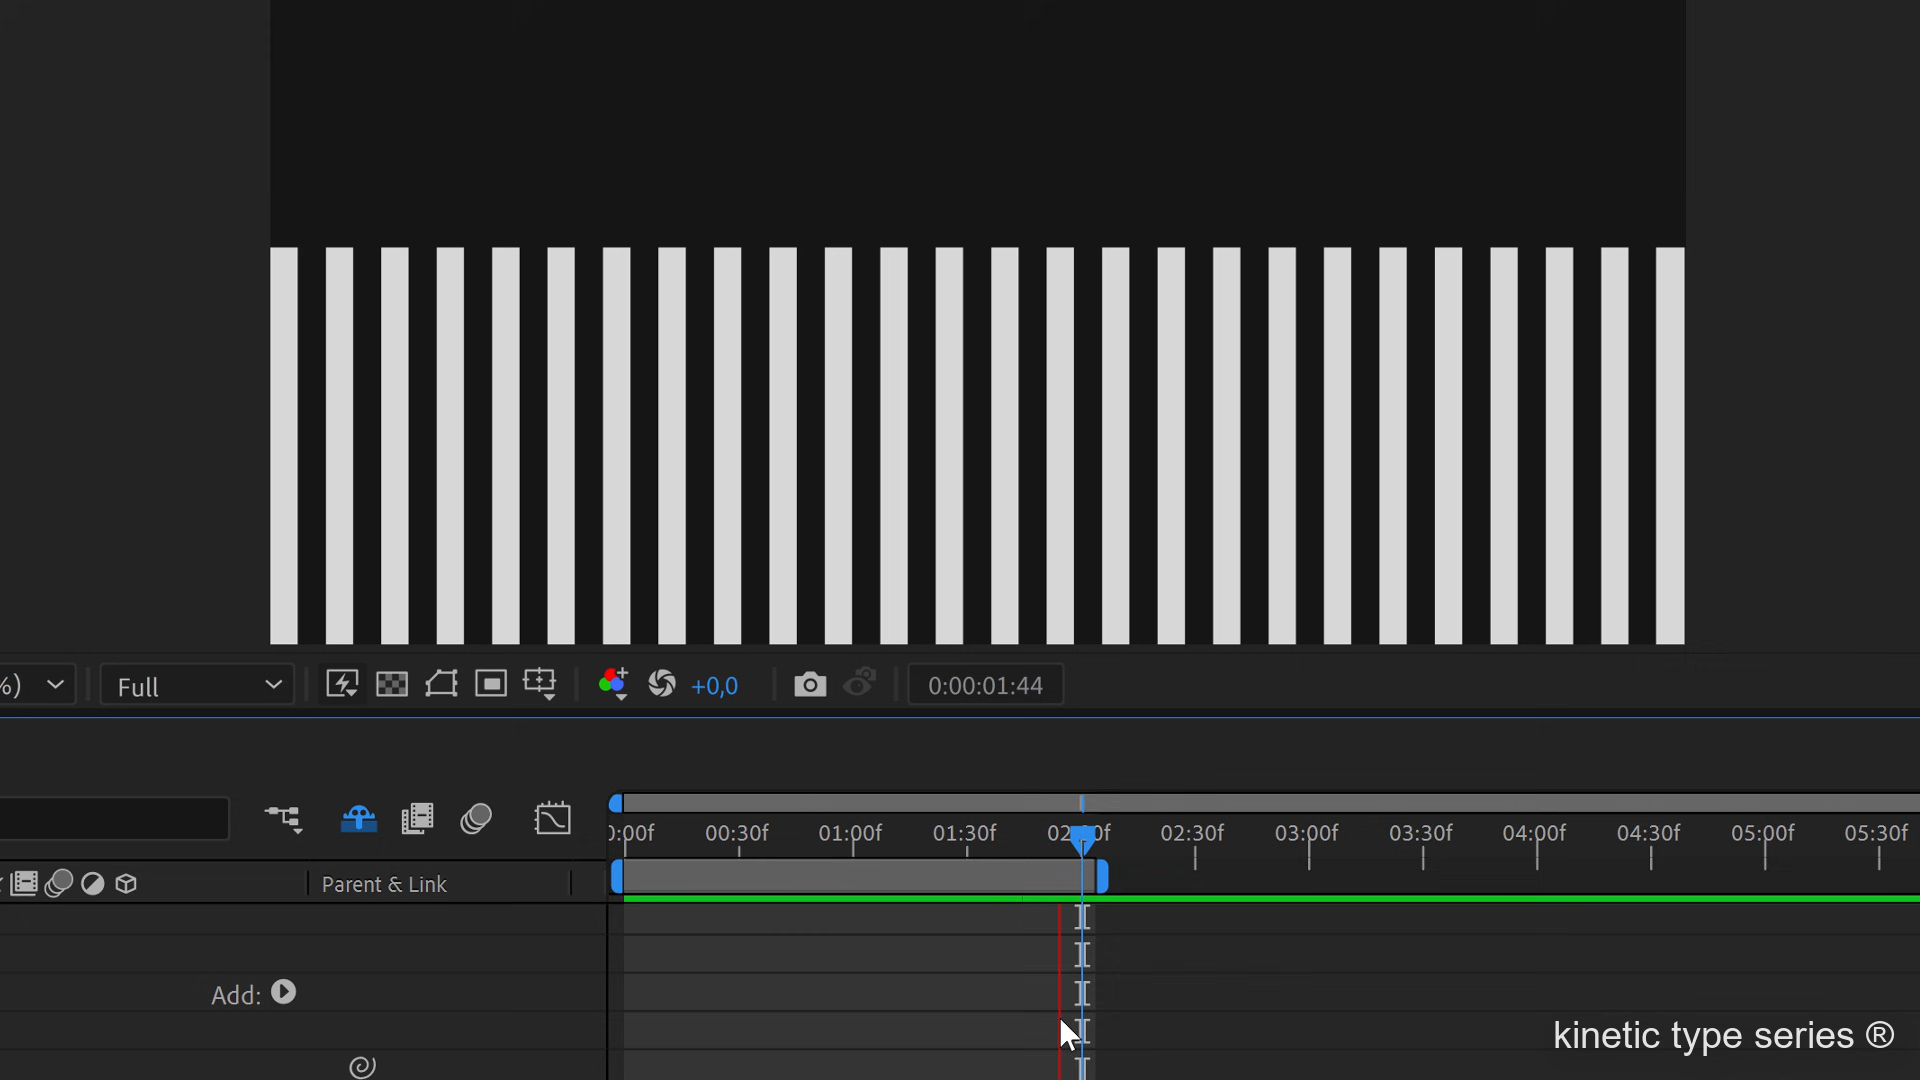 %)
Full
+0,0
0:00:01:44
0:00f 00:30f 01:00f 01:30f 02:30f 03:00f 03:30f 04:00f 04:30f 05:00f 05:30f
Parent & Link
Add:
kinetic type series ®